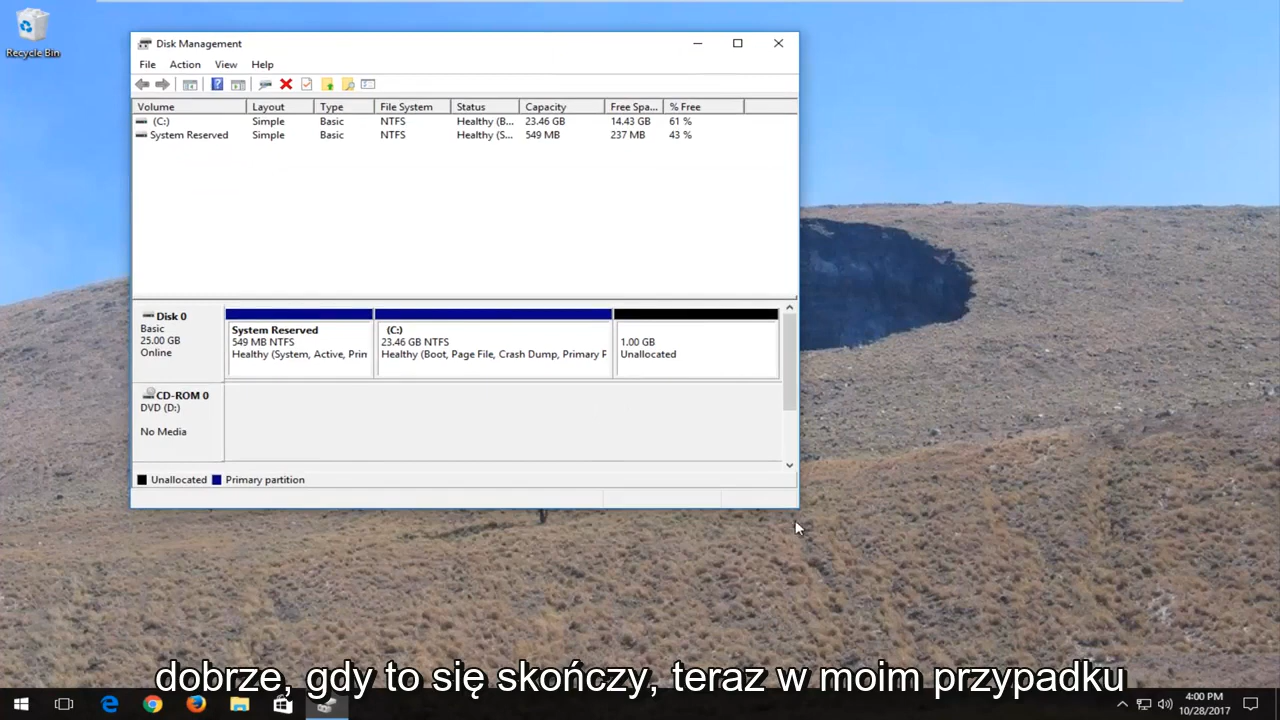 Recycle Bin
Disk Management
File Action View Help
Volume Layout Type File System Status Capacity Free Spa... % Free
(C:) Simple Basic NTFS Healthy (B... 23.46 GB 14.43 GB 61 %
System Reserved Simple Basic NTFS Healthy (S... 549 MB 237 MB 43 %
Disk 0
Basic
25.00 GB
Online
System Reserved
549 MB NTFS
Healthy (System, Active, Prin
(C:)
23.46 GB NTFS
Healthy (Boot, Page File, Crash Dump, Primary P
1.00 GB
Unallocated
CD-ROM 0
DVD (D:)
No Media
Unallocated Primary partition
dobrze, gdy to się skończy, teraz w moim przypadku
4:00 PM
10/28/2017